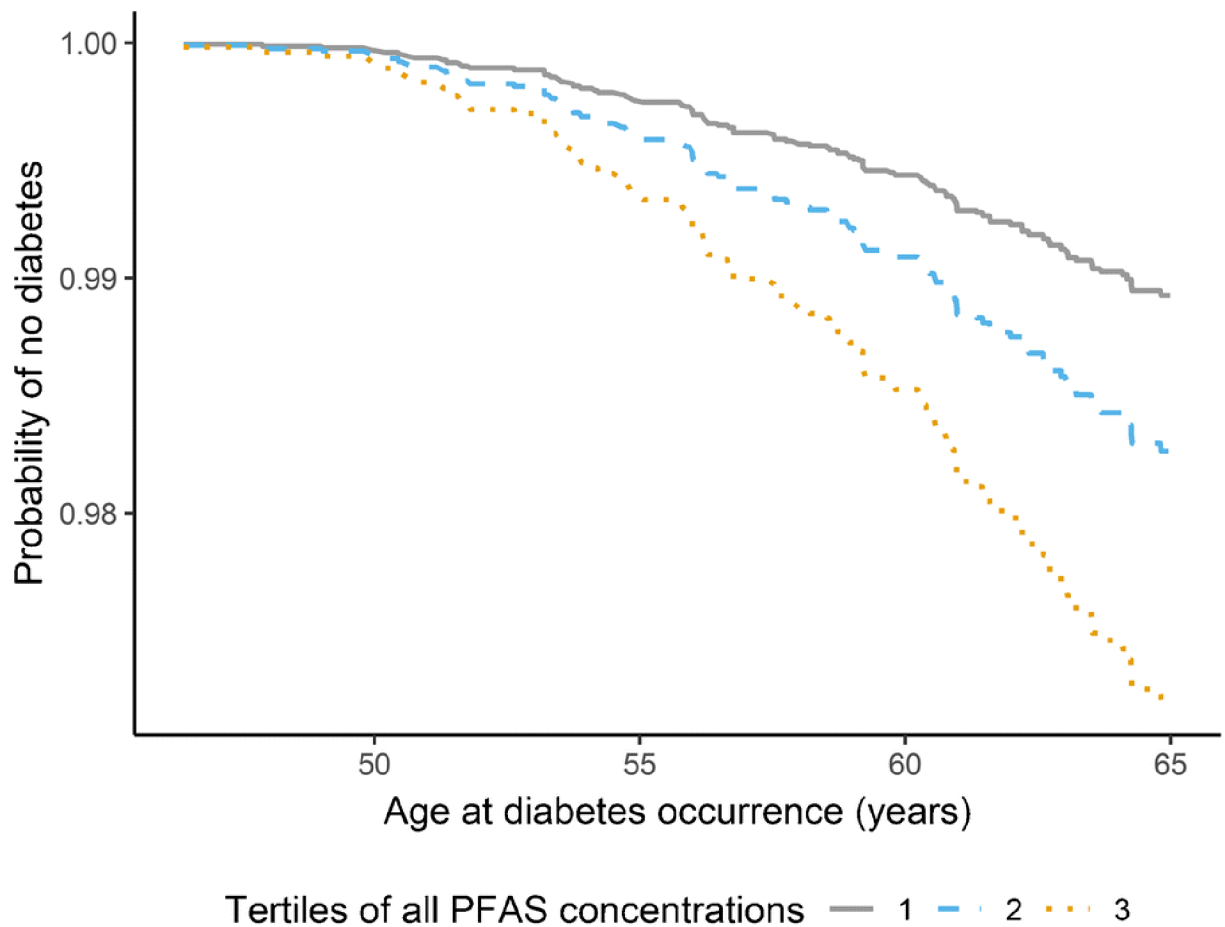 Probability of no diabetes
1.00
0.99
0.98
50 55 60 65
Age at diabetes occurrence (years)
Tertiles of all PFAS concentrations 1 2 3